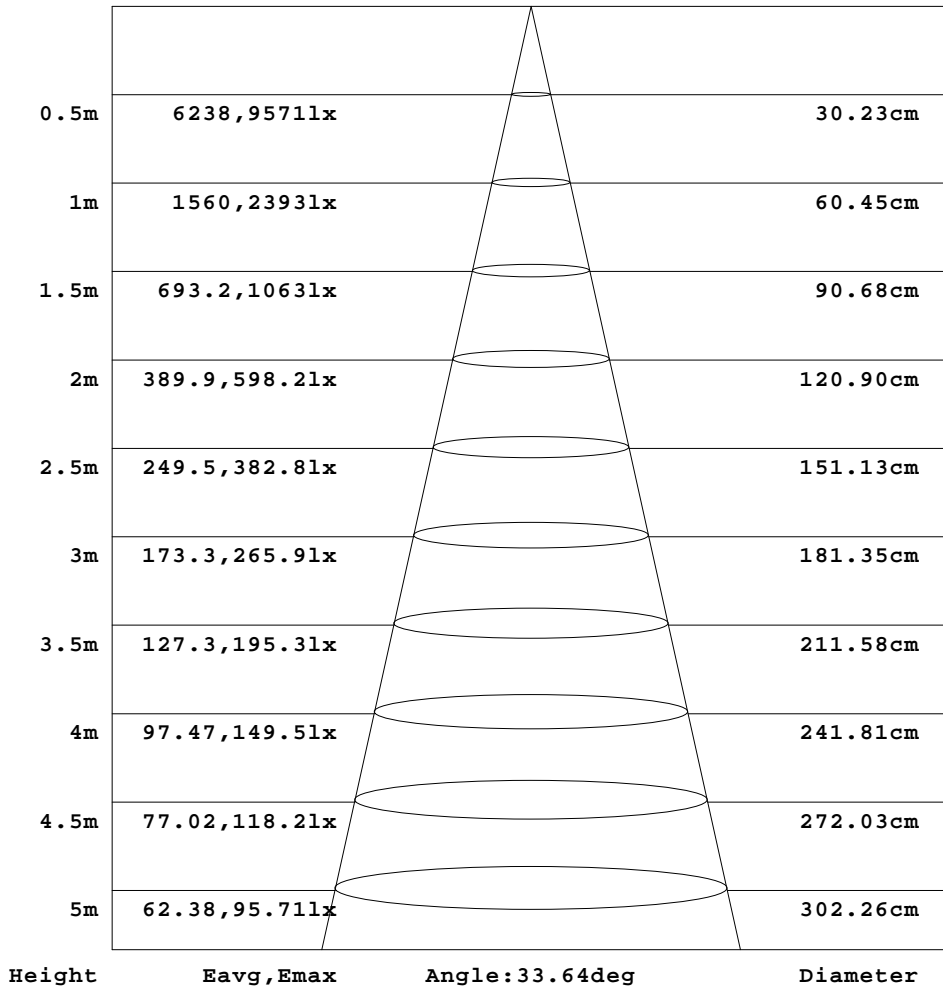 0.5m 6238,9571lx 30.23cm
1m 1560,2393lx 60.45cm
1.5m 693.2,1063lx 90.68cm
2m 389.9,598.2lx 120.90cm
2.5m 249.5,382.8lx 151.13cm
3m 173.3,265.9lx 181.35cm
3.5m 127.3,195.3lx 211.58cm
4m 97.47,149.5lx 241.81cm
4.5m 77.02,118.2lx 272.03cm
5m 62.38,95.71lx 302.26cm
Height Eavg,Emax Angle:33.64deg Diameter